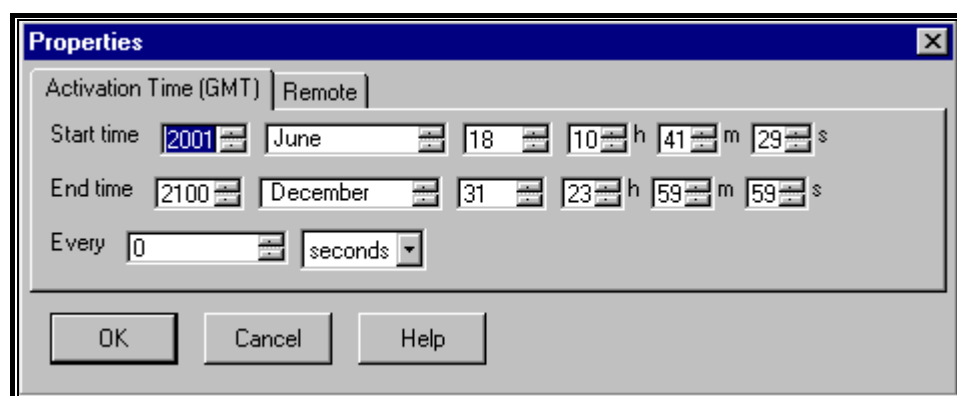 Properties
Activation Time (GMT) Remote
Start time 2001 June 18 10 h 41 m 29 s
End time 2100 December 31 23 h 59 m 59 s
Every 0 seconds
OK Cancel Help